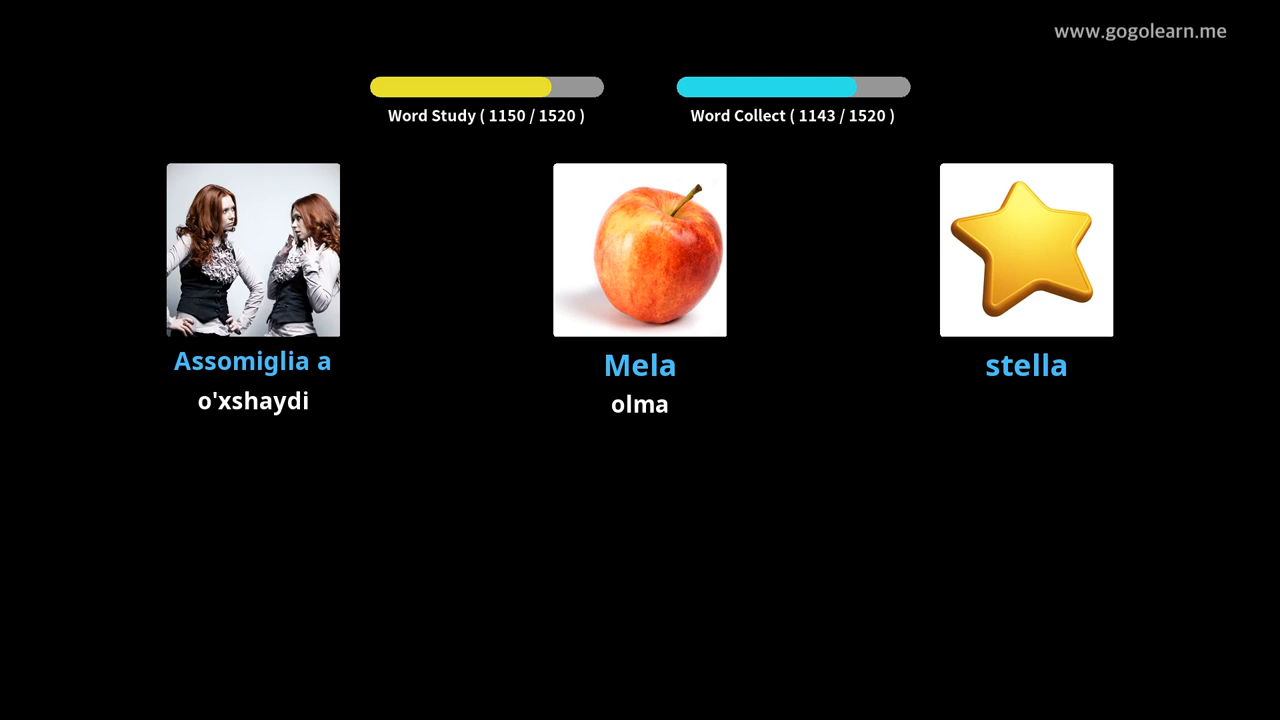 www.gogolearn.me
Word Study ( 1150 / 1520 )
Word Collect ( 1143 / 1520 )
Assomiglia a
o'xshaydi
Mela
olma
stella